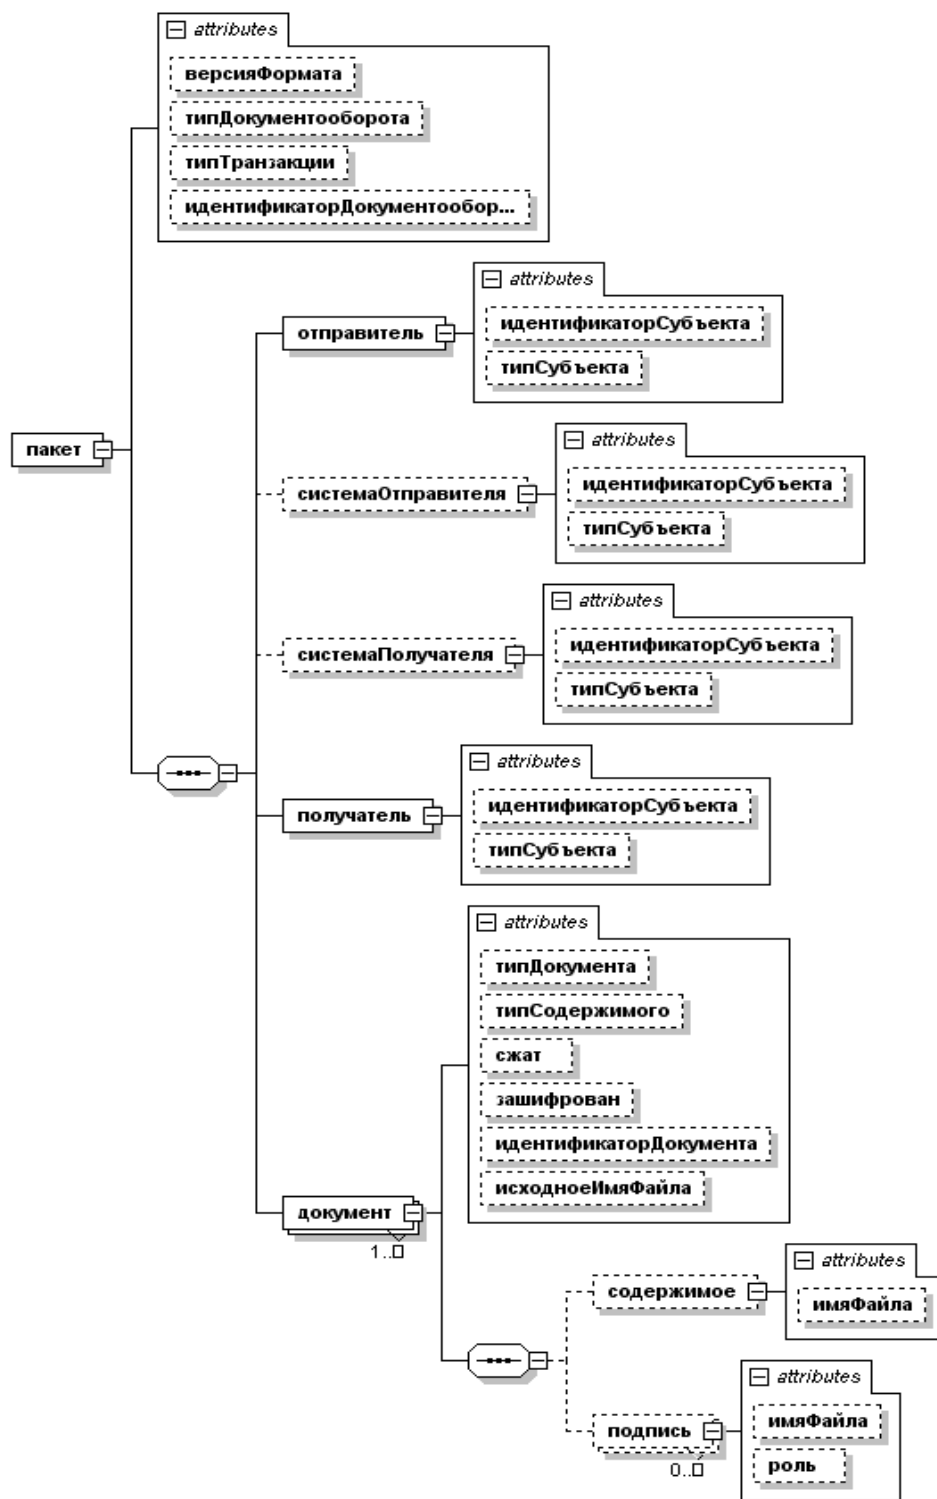 attributes
версияФормата
типДокументооборота
типТранзакции
идентификаторДокументообор...
attributes
отправитель
идентификаторСубъекта
типСубъекта
пакет
attributes
системаОтправителя
идентификаторСубъекта
типСубъекта
attributes
системаПолучателя
идентификаторСубъекта
типСубъекта
attributes
получатель
идентификаторСубъекта
типСубъекта
attributes
типДокумента
типСодержимого
сжат
зашифрован
идентификаторДокумента
исходноеИмяФайла
документ
1..
attributes
содержимое
имяФайла
attributes
подпись
имяФайла
роль
0..